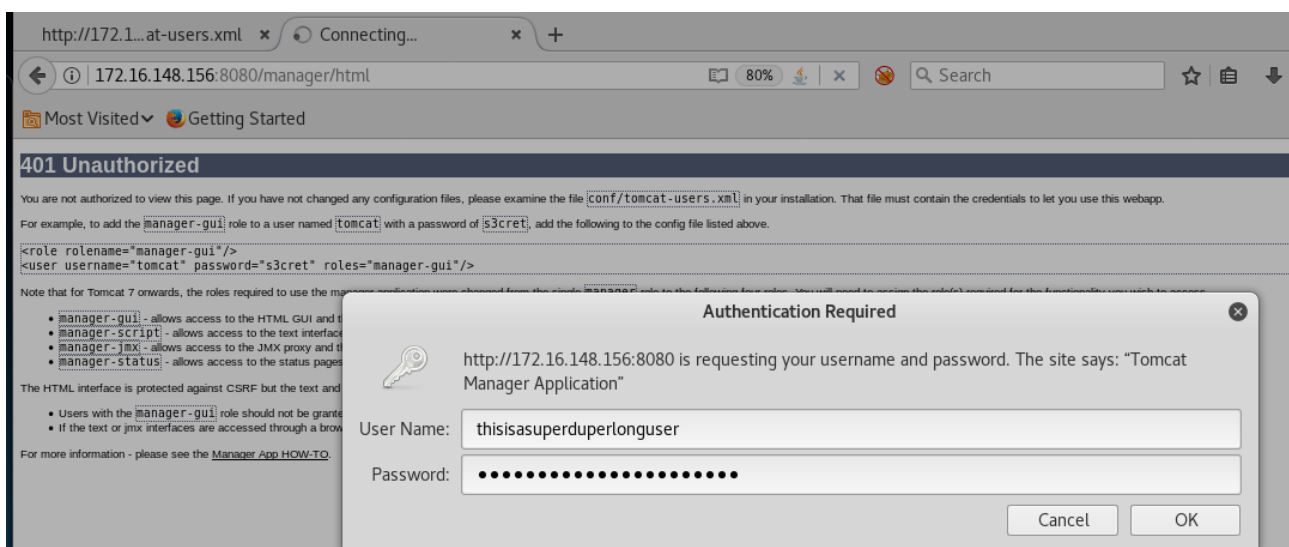 http://172.1...at-users.xml Connecting...
172.16.148.156:8080/manager/html 80% Search
Most Visited Getting Started
401 Unauthorized
You are not authorized to view this page. If you have not changed any configuration files, please examine the file conf/tomcat-users.xml in your installation. That file must contain the credentials to let you use this webapp.
For example, to add the manager-gui role to a user named tomcat with a password of s3cret, add the following to the config file listed above.
<role rolename="manager-gui"/>
<user username="tomcat" password="s3cret" roles="manager-gui"/>
Note that for Tomcat 7 onwards, the roles required to use the manager application were changed from the single manager role to the following four roles. You will need to assign the role(s) required for the functionality you wish to access.
manager-gui - allows access to the HTML GUI and
manager-script - allows access to the text interface
manager-jmx - allows access to the JMX proxy and
manager-status - allows access to the status pages
The HTML interface is protected against CSRF but the text and
Users with the manager-gui role should not be
If the text or jmx interfaces are accessed through a
For more information - please see the Manager App HOW-TO.
Authentication Required
http://172.16.148.156:8080 is requesting your username and password. The site says: “Tomcat
Manager Application”
User Name: thisisasuperduperlonguser
Password:
Cancel OK